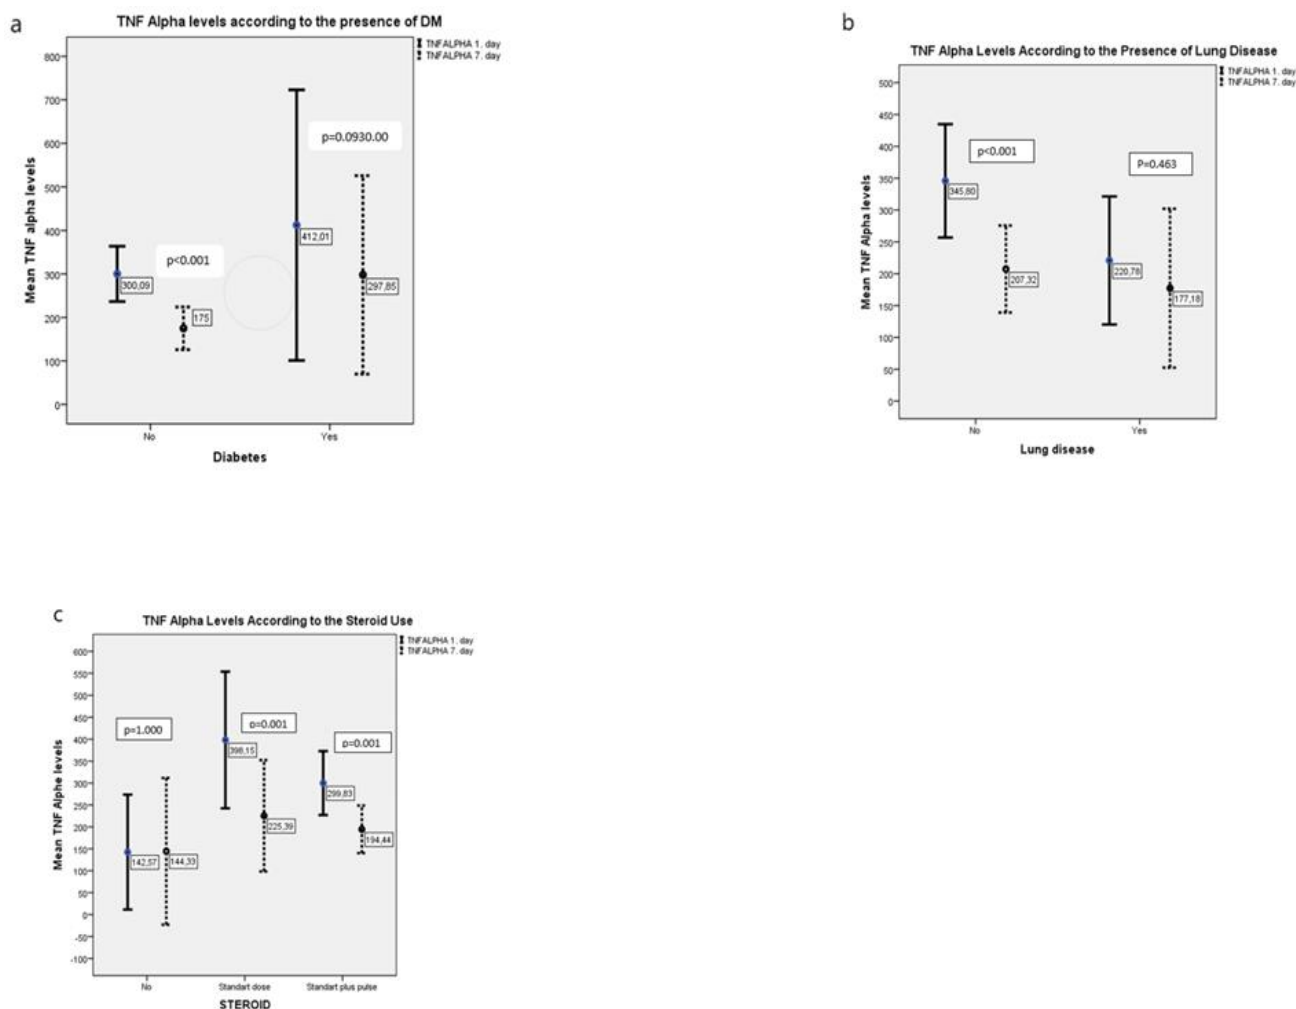 a
TNF Alpha levels according to the presence of DM
TNFALPHA 1. day
TNFALPHA 7. day
Mean TNF alpha levels
800
700
600
500
400
300
200
100
0
p<0.001
p=0.0930.00
300,09
175
412,01
297,85
No
Yes
Diabetes
b
TNF Alpha Levels According to the Presence of Lung Disease
TNFALPHA 1. day
TNFALPHA 7. day
Mean TNF Alpha levels
500
450
400
350
300
250
200
150
100
50
0
p<0.001
P=0.463
345,80
207,32
220,78
177,18
No
Yes
Lung disease
c
TNF Alpha Levels According to the Steroid Use
TNFALPHA 1. day
TNFALPHA 7. day
Mean TNF Alphe levels
600
550
500
450
400
350
300
250
200
150
100
50
0
-50
-100
p=1.000
p=0.001
p=0.001
142,57
144,33
398,15
225,39
299,83
194,44
No
Standart dose
Standart plus pulse
STEROID